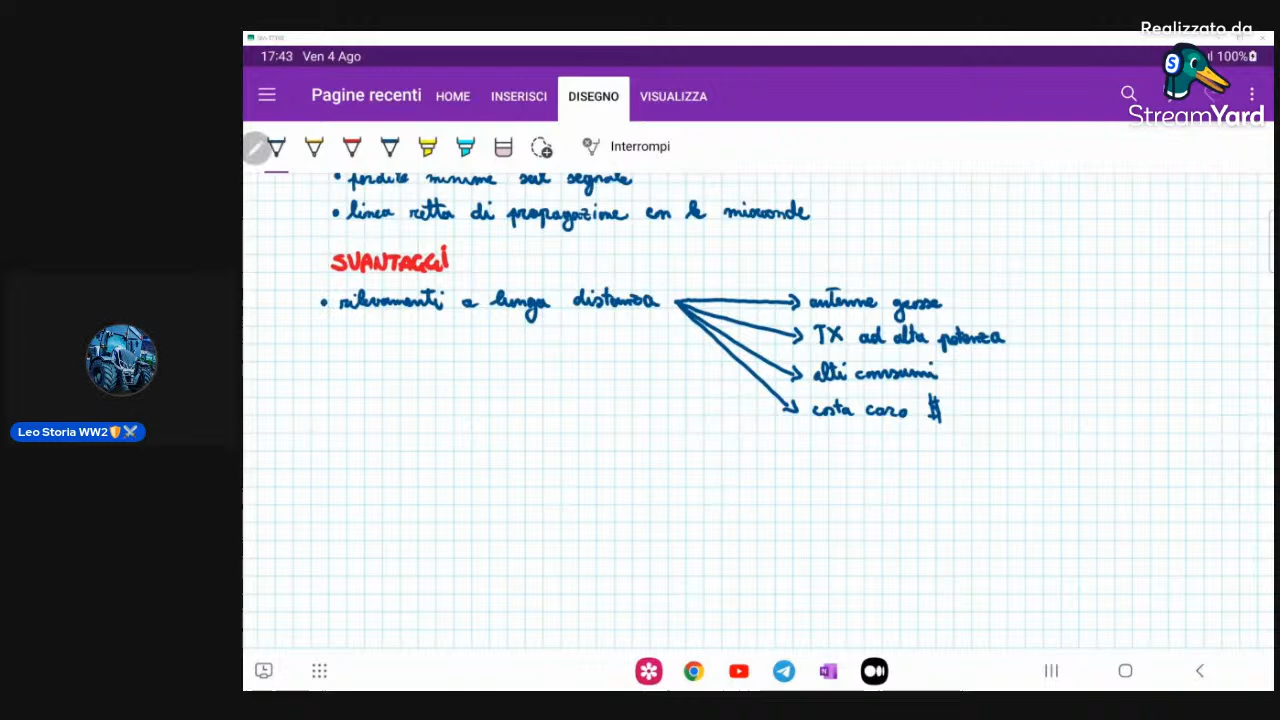 Realizzato da
StreamYard
17:43 Ven 4 Ago
100%
Pagine recenti HOME INSERISCI DISEGNO VISUALIZZA
Interrompi
• perdite minime sul segnale
• linea retta di propagazione con le microonde
SVANTAGGI
• rilevamenti a lunga distanza
antenne grosse
TX ad alta potenza
alti consumi
costa caro $
Leo Storia WW2🛡️⚔️